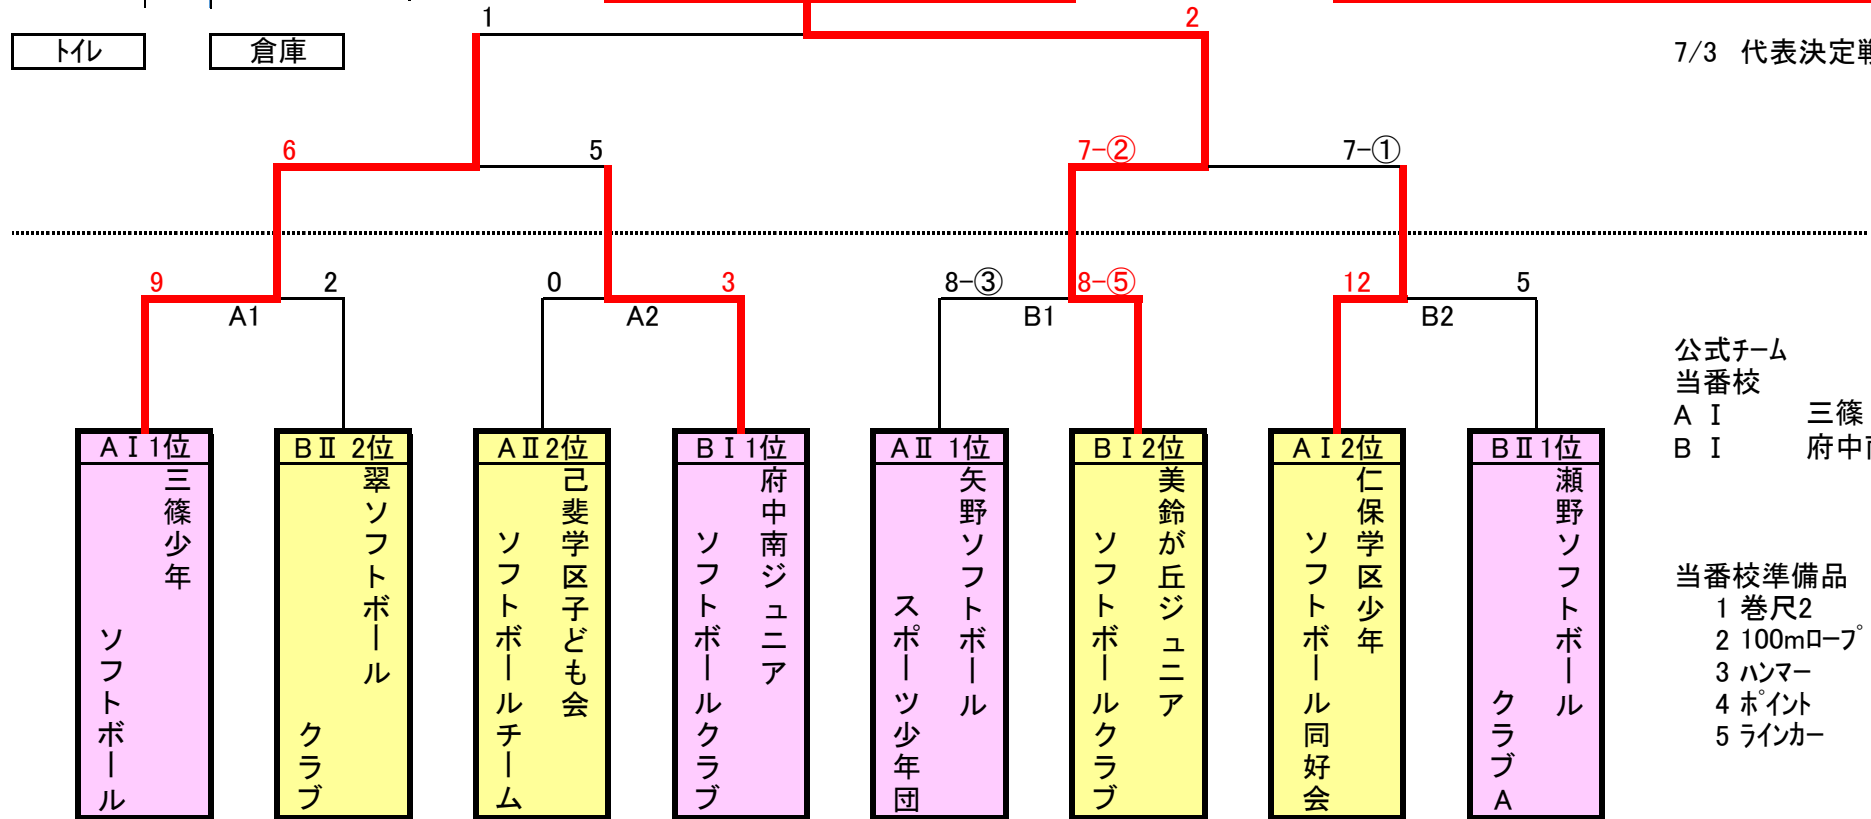 1
2
トイレ
倉庫
7/3 代表決定戦
6
5
7-②
7-①
9
2
0
3
8-③
8-⑤
12
5
A1
A2
B1
B2
公式チーム
当番校
A Ⅰ 三篠
B Ⅰ 府中南
AⅠ1位
三篠少年
ソフトボール
BⅡ 2位
翠ソフトボール
クラブ
AⅡ2位
己斐学区子ども会
ソフトボールチーム
BⅠ1位
府中南ジュニア
ソフトボールクラブ
AⅡ 1位
矢野ソフトボール
スポーツ少年団
BⅠ2位
美鈴が丘ジュニア
ソフトボールクラブ
AⅠ2位
仁保学区少年
ソフトボール同好会
BⅡ1位
瀬野ソフトボール
クラブA
当番校準備品
1 巻尺2
2 100mロープ
3 ハンマー
4 ポイント
5 ラインカー